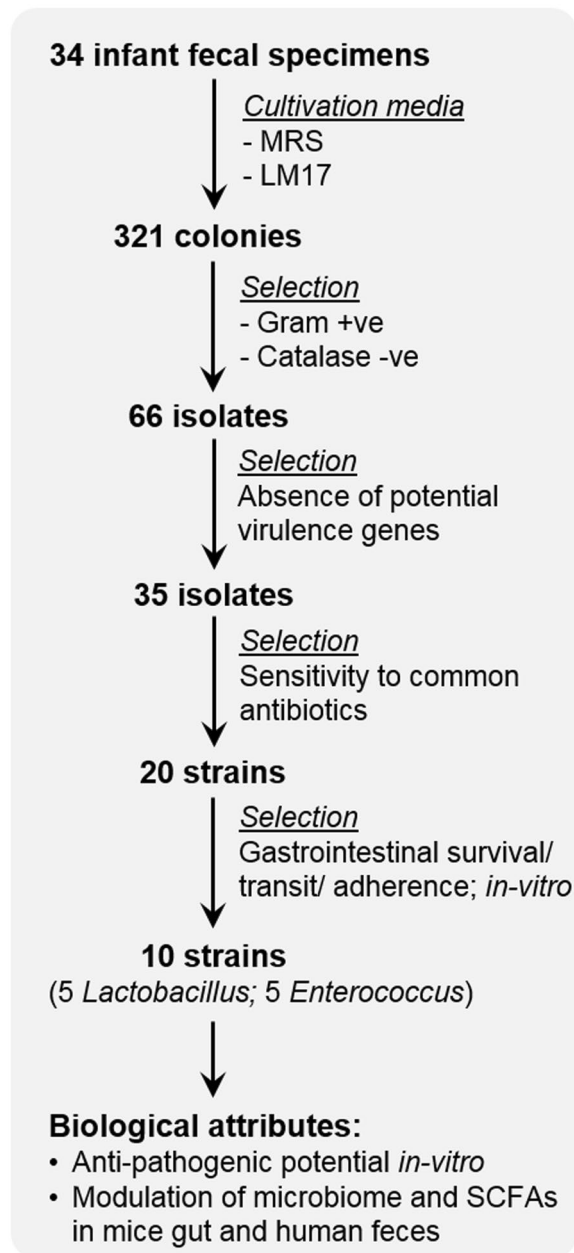 34 infant fecal specimens
Cultivation media
- MRS
- LM17
321 colonies
Selection
- Gram +ve
- Catalase -ve
66 isolates
Selection
Absence of potential
virulence genes
35 isolates
Selection
Sensitivity to common
antibiotics
20 strains
Selection
Gastrointestinal survival/
transit/ adherence; in-vitro
10 strains
(5 Lactobacillus; 5 Enterococcus)
Biological attributes:
• Anti-pathogenic potential in-vitro
• Modulation of microbiome and SCFAs
in mice gut and human feces